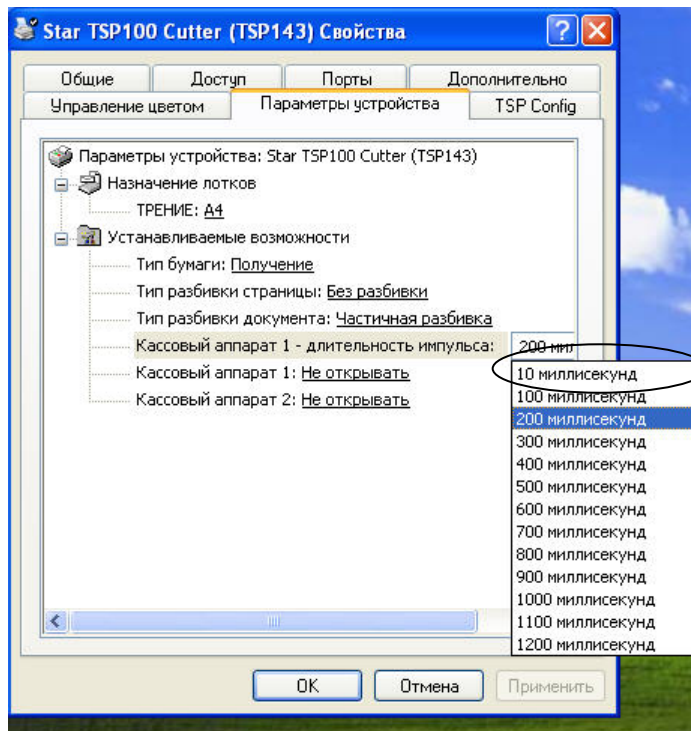 Star TSP100 Cutter (TSP143) Свойства
Общие Доступ Порты Дополнительно
Управление цветом Параметры устройства TSP Config
Параметры устройства: Star TSP100 Cutter (TSP143)
Назначение лотков
ТРЕНИЕ: A4
Устанавливаемые возможности
Тип бумаги: Получение
Тип разбивки страницы: Без разбивки
Тип разбивки документа: Частичная разбивка
Кассовый аппарат 1 - длительность импульса: 200 мил
Кассовый аппарат 1: Не открывать
Кассовый аппарат 2: Не открывать
10 миллисекунд
100 миллисекунд
200 миллисекунд
300 миллисекунд
400 миллисекунд
500 миллисекунд
600 миллисекунд
700 миллисекунд
800 миллисекунд
900 миллисекунд
1000 миллисекунд
1100 миллисекунд
1200 миллисекунд
OK Отмена Применить